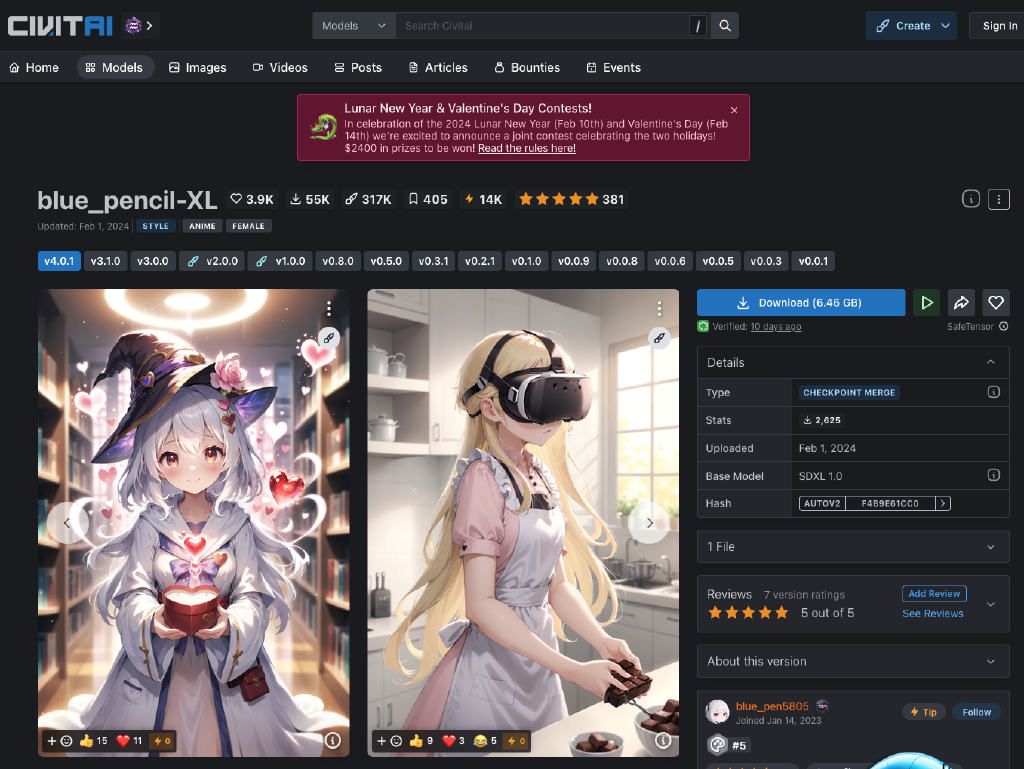 CIVITAI
Models
Search Civitai
/
Create
Sign In
Home
Models
Images
Videos
Posts
Articles
Bounties
Events
Lunar New Year & Valentine's Day Contests!
In celebration of the 2024 Lunar New Year (Feb 10th) and Valentine's Day (Feb
14th) we're excited to announce a joint contest celebrating the two holidays!
$2400 in prizes to be won! Read the rules here!
blue_pencil-XL 3.9K 55K 317K 405 14K 381
Updated: Feb 1, 2024 STYLE ANIME FEMALE
v4.0.1 v3.1.0 v3.0.0 v2.0.0 v1.0.0 v0.8.0 v0.5.0 v0.3.1 v0.2.1 v0.1.0 v0.0.9 v0.0.8 v0.0.6 v0.0.5 v0.0.3 v0.0.1
15 11 0
9 3 5 0
Download (6.46 GB)
Verified: 10 days ago SafeTensor
Details
Type CHECKPOINT MERGE
Stats 2,625
Uploaded Feb 1, 2024
Base Model SDXL 1.0
Hash AUTOV2 F4B9E61CC0
1 File
Reviews 7 version ratings Add Review
5 out of 5 See Reviews
About this version
blue_pen5805
Joined Jan 14, 2023
Tip Follow
#5